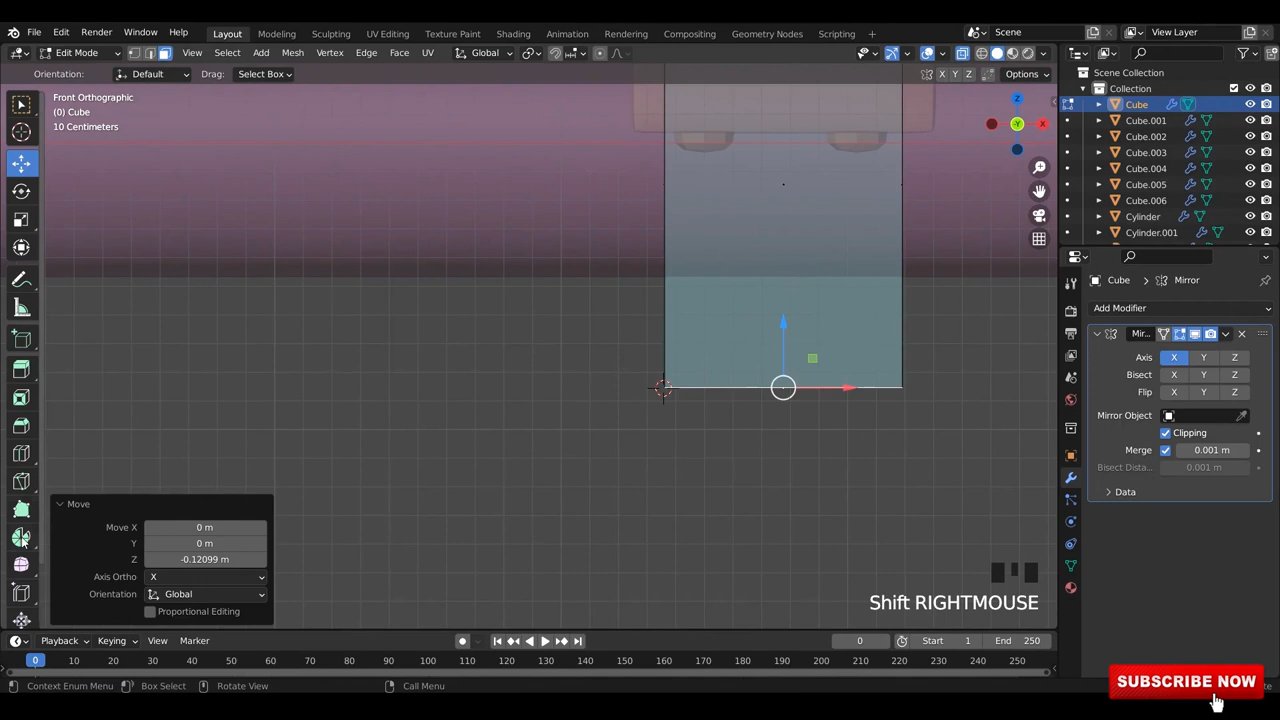 File Edit Render Window Help Layout Modeling Sculpting UV Editing Texture Paint Shading Animation Rendering Compositing Geometry Nodes Scripting + Scene View Layer
Edit Mode View Select Add Mesh Vertex Edge Face UV Global
Orientation: Default Drag: Select Box X Y Z Options
Scene Collection
Collection
Cube
Cube.001
Cube.002
Cube.003
Cube.004
Cube.005
Cube.006
Cylinder
Cylinder.001
Front Orthographic
(0) Cube
10 Centimeters
Z
-Y X
Cube Mirror
Add Modifier
Mir...
Axis X Y Z
Bisect X Y Z
Flip X Y Z
Mirror Object
Clipping
Merge 0.001 m
Bisect Dista... 0.001 m
Data
Move
Move X 0 m
Y 0 m
Z -0.12099 m
Axis Ortho X
Orientation Global
Proportional Editing
Shift RIGHTMOUSE
Playback Keying View Marker 0 Start 1 End 250
0 10 20 30 40 50 60 70 80 90 100 110 120 130 140 150 160 170 180 190 200 210 220 230 240 250
Context Enum Menu Box Select Rotate View Call Menu
SUBSCRIBE NOW